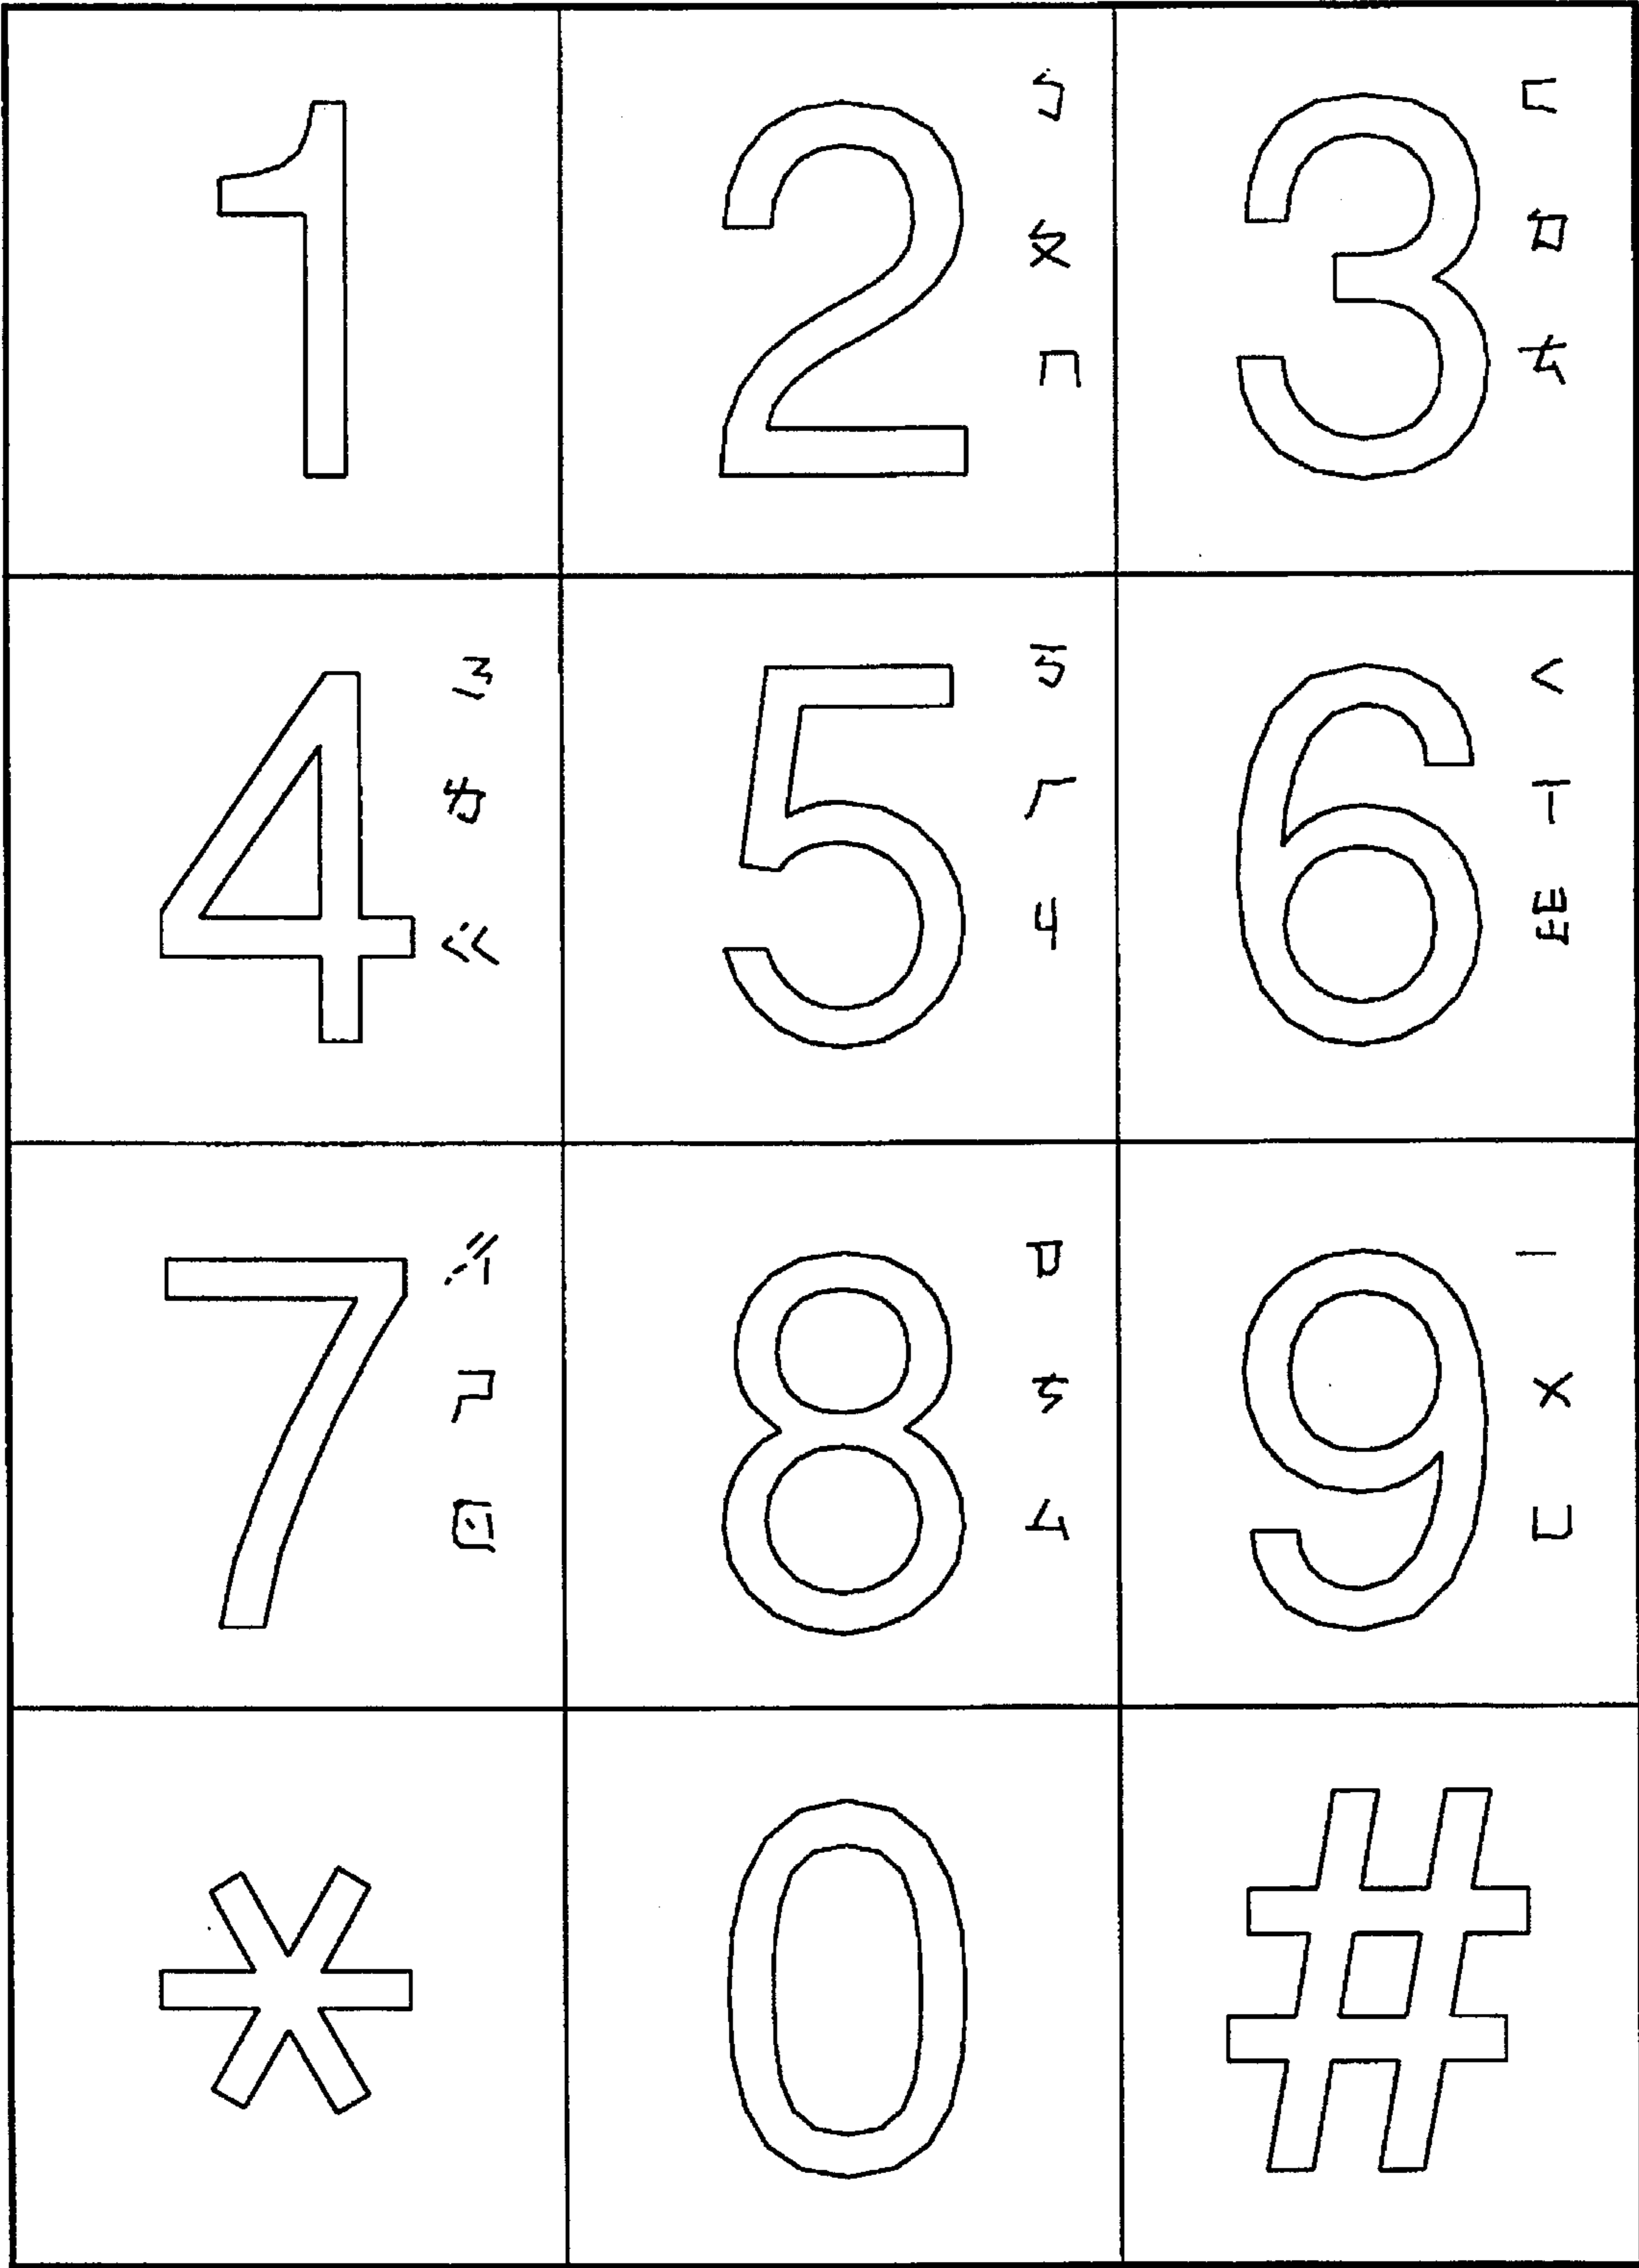 1
2 ㄅ
ㄆ
ㄇ
3 ㄈ
ㄉ
ㄊ
4 ㄋ
ㄌ
ㄍ
5 ㄎ
ㄏ
ㄐ
6 ㄑ
ㄒ
ㄓ
7 ㄔ
ㄕ
ㄖ
8 ㄗ
ㄘ
ㄙ
9 ㄧ
ㄨ
ㄩ
*
0
#